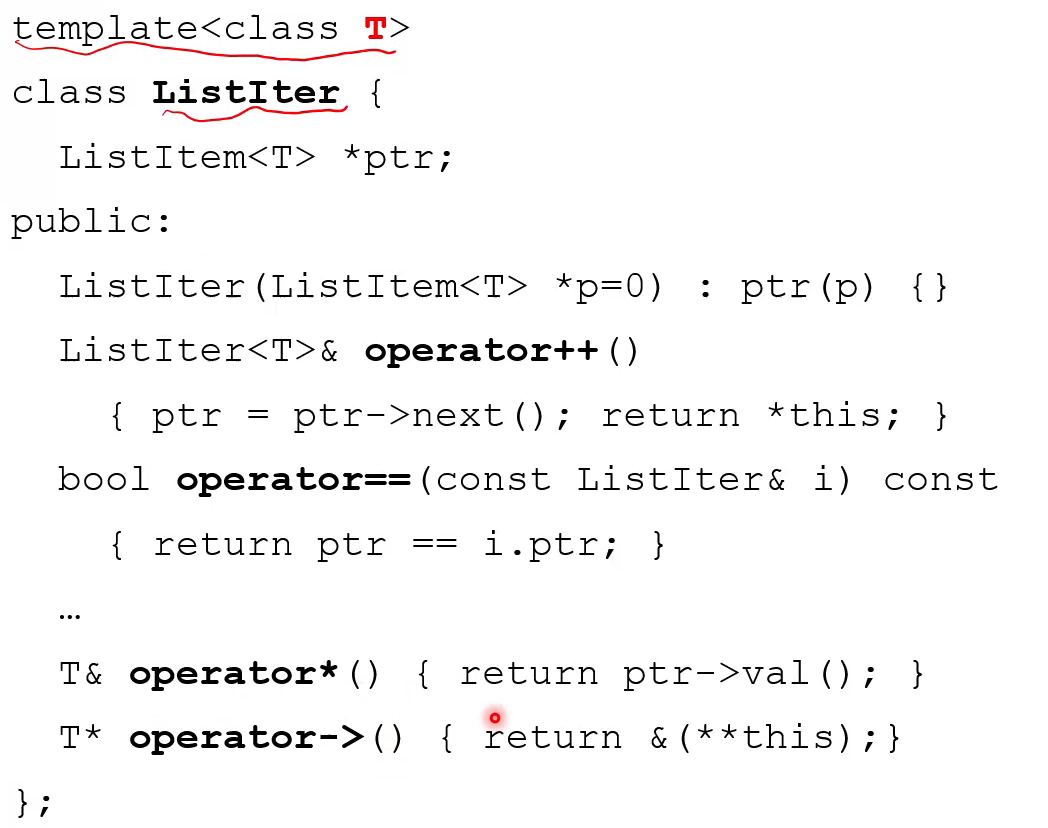 template<class T>
class ListIter {
ListItem<T> *ptr;
public:
ListIter(ListItem<T> *p=0) : ptr(p) {}
ListIter<T>& operator++()
{ ptr = ptr->next(); return *this; }
bool operator==(const ListIter& i) const
{ return ptr == i.ptr; }
…
T& operator*() { return ptr->val(); }
T* operator->() { return &(**this);}
};